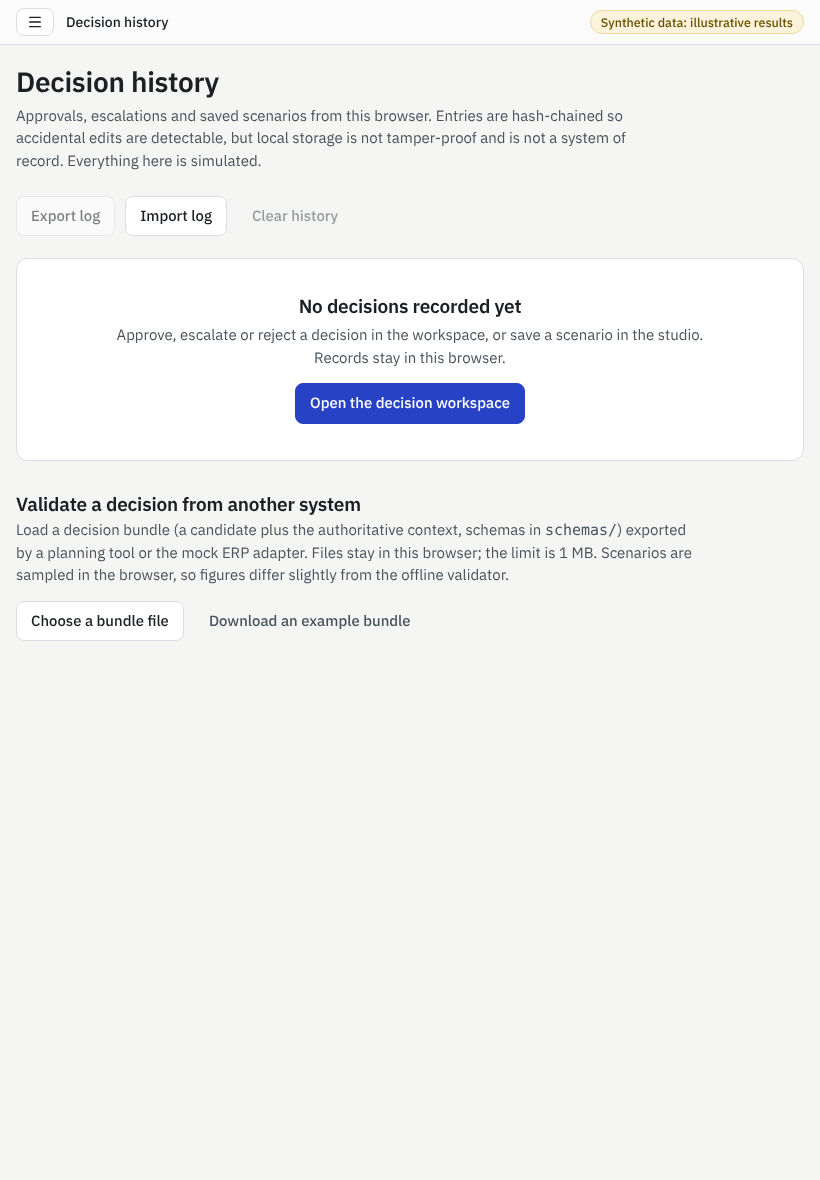 Decision history
Synthetic data: illustrative results
Decision history
Approvals, escalations and saved scenarios from this browser. Entries are hash-chained so
accidental edits are detectable, but local storage is not tamper-proof and is not a system of
record. Everything here is simulated.
Export log
Import log
Clear history
No decisions recorded yet
Approve, escalate or reject a decision in the workspace, or save a scenario in the studio.
Records stay in this browser.
Open the decision workspace
Validate a decision from another system
Load a decision bundle (a candidate plus the authoritative context, schemas in schemas/) exported
by a planning tool or the mock ERP adapter. Files stay in this browser; the limit is 1 MB. Scenarios are
sampled in the browser, so figures differ slightly from the offline validator.
Choose a bundle file
Download an example bundle